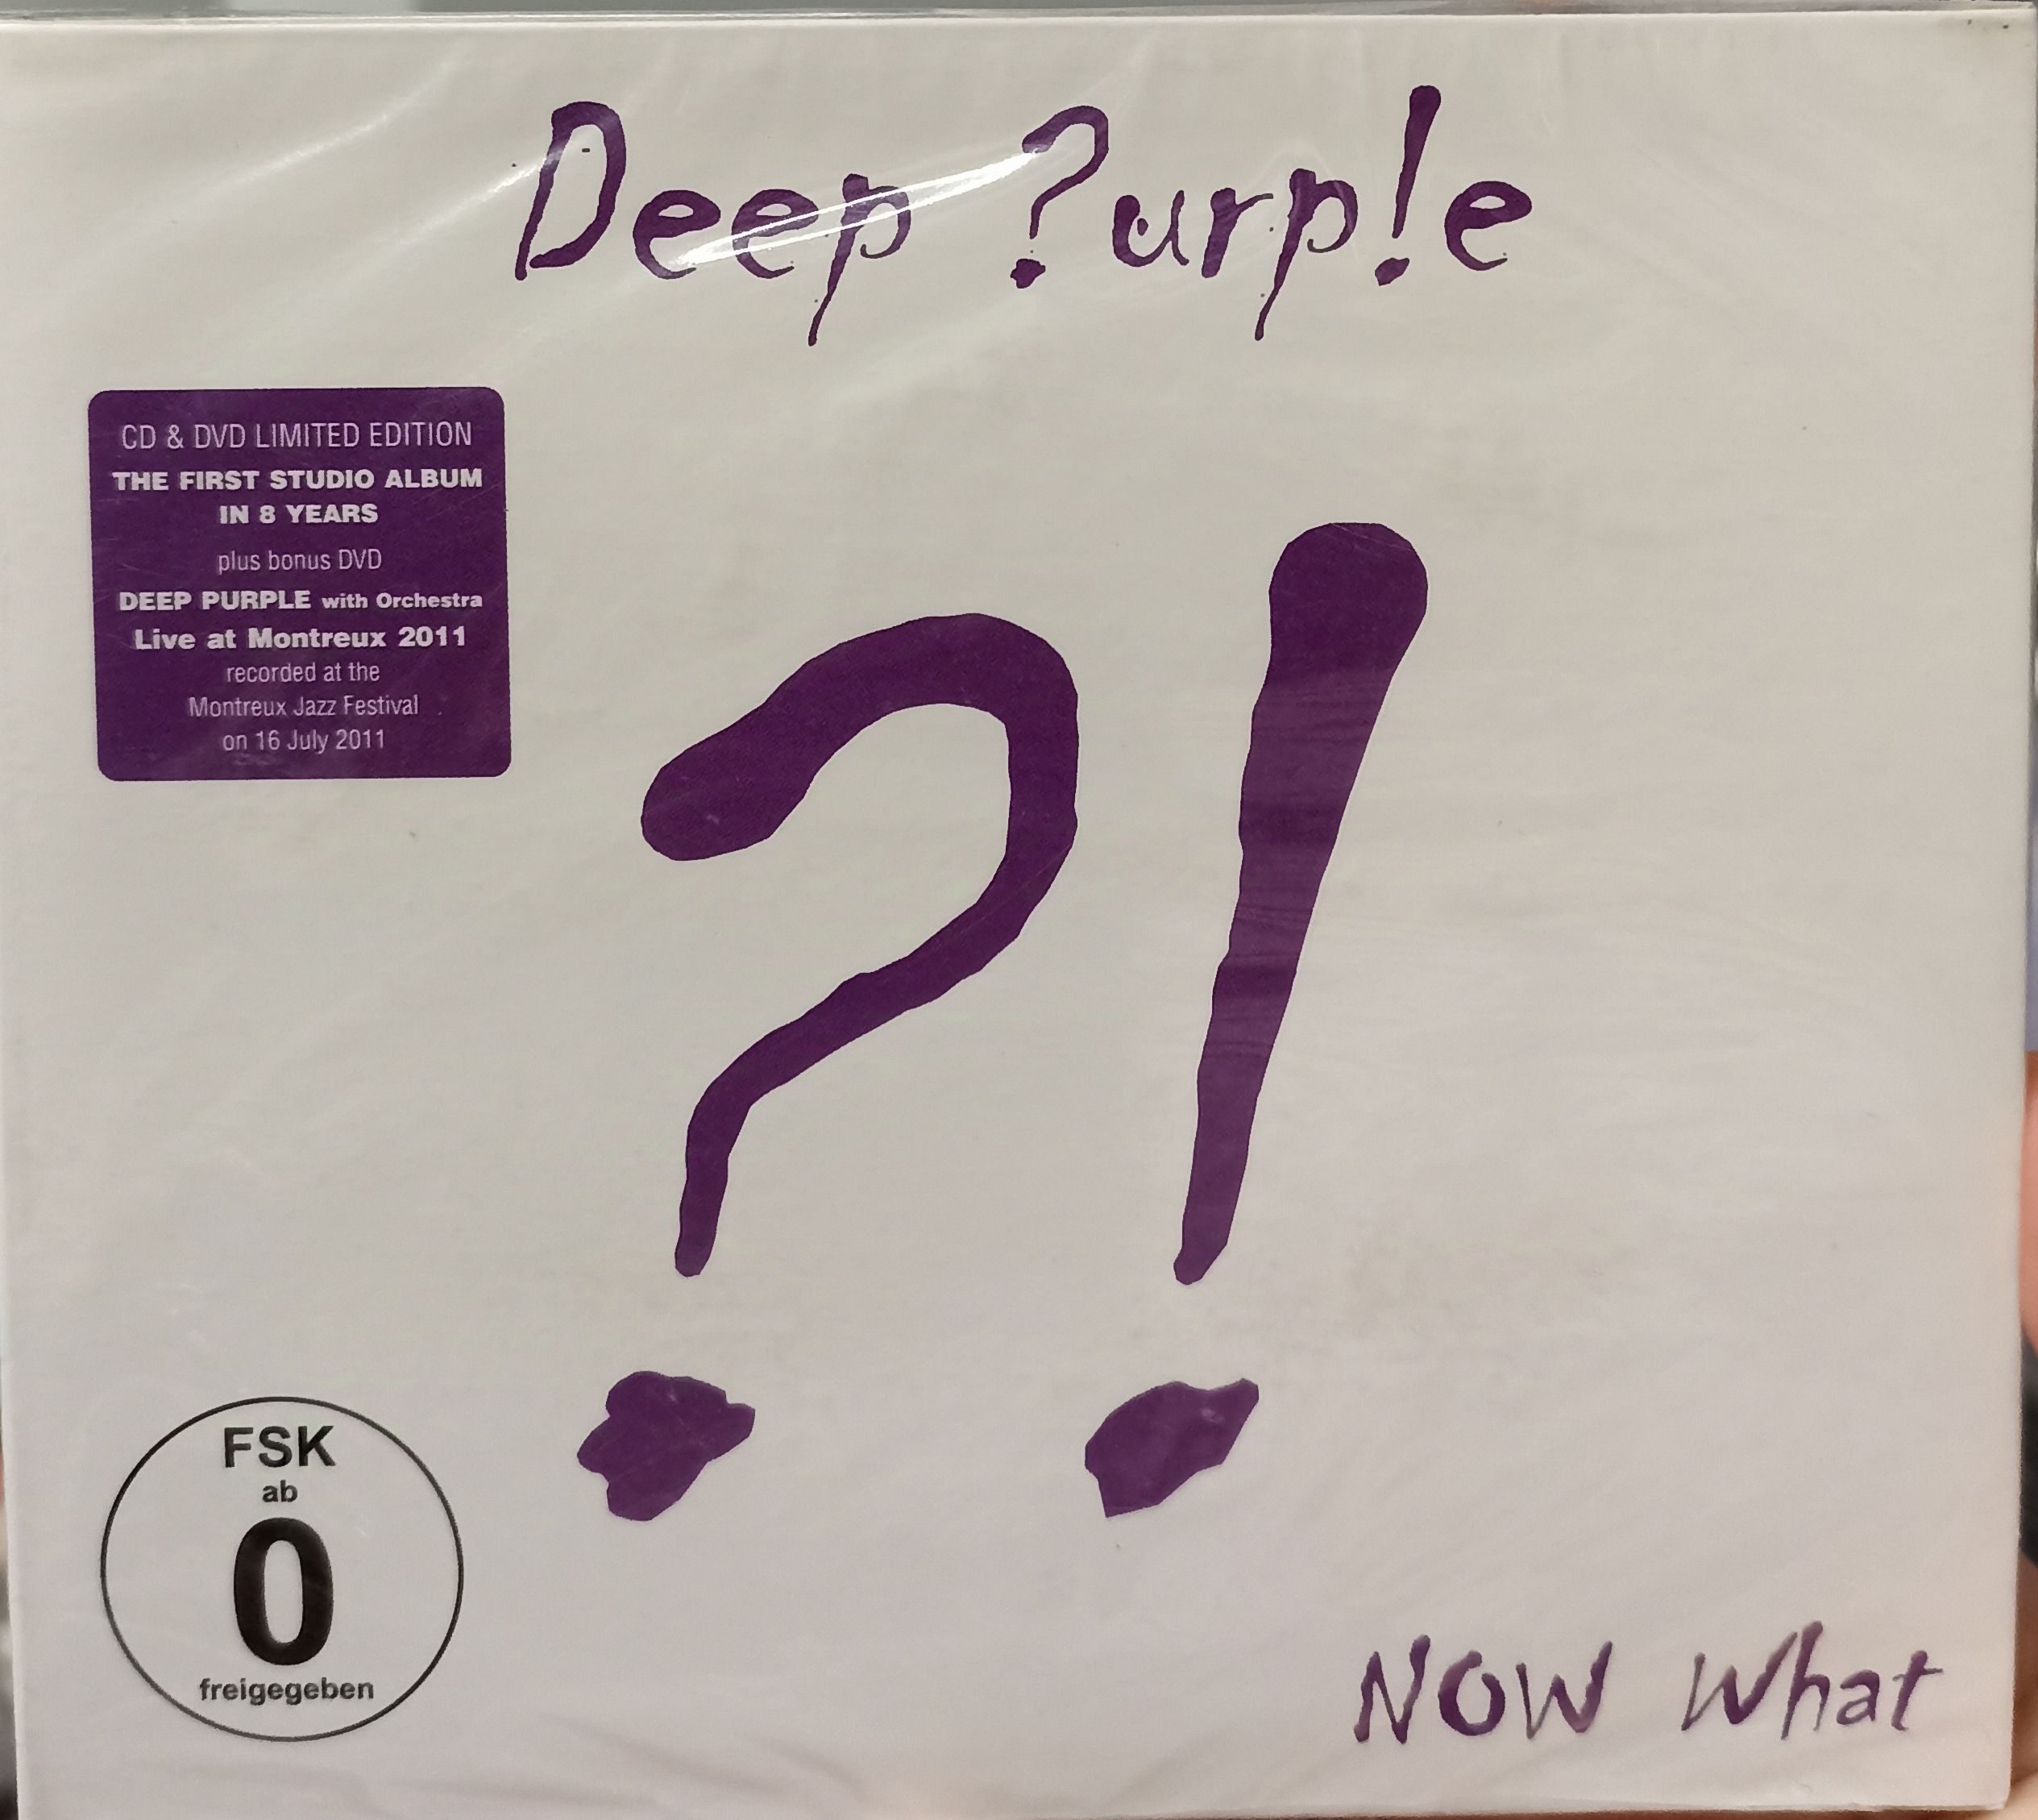 Deep ?urp!e
CD & DVD LIMITED EDITION
THE FIRST STUDIO ALBUM
IN 8 YEARS
plus bonus DVD
DEEP PURPLE with Orchestra
Live at Montreux 2011
recorded at the
Montreux Jazz Festival
on 16 July 2011
?!
FSK
ab
0
freigegeben
NOW what